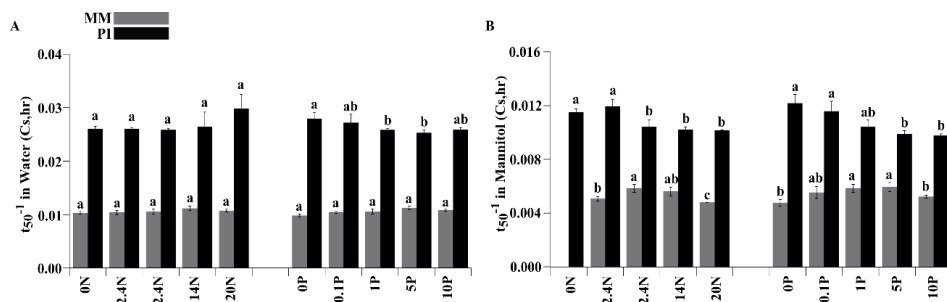 A
MM
PI
t50-1 in Water (Cs,hr)
0.04
0.03
0.02
0.01
0.00
a a a a a a ab b b ab
a a a a a a a a a a
0N 2.4N 2.4N 14N 20N 0P 0.1P 1P 5P 10P
B
t50-1 in Mannitol (Cs,hr)
0.016
0.012
0.008
0.004
0.000
a a b b b a a ab b b
b a ab c b ab a a b
0N 2.4N 2.4N 14N 20N 0P 0.1P 1P 5P 10P